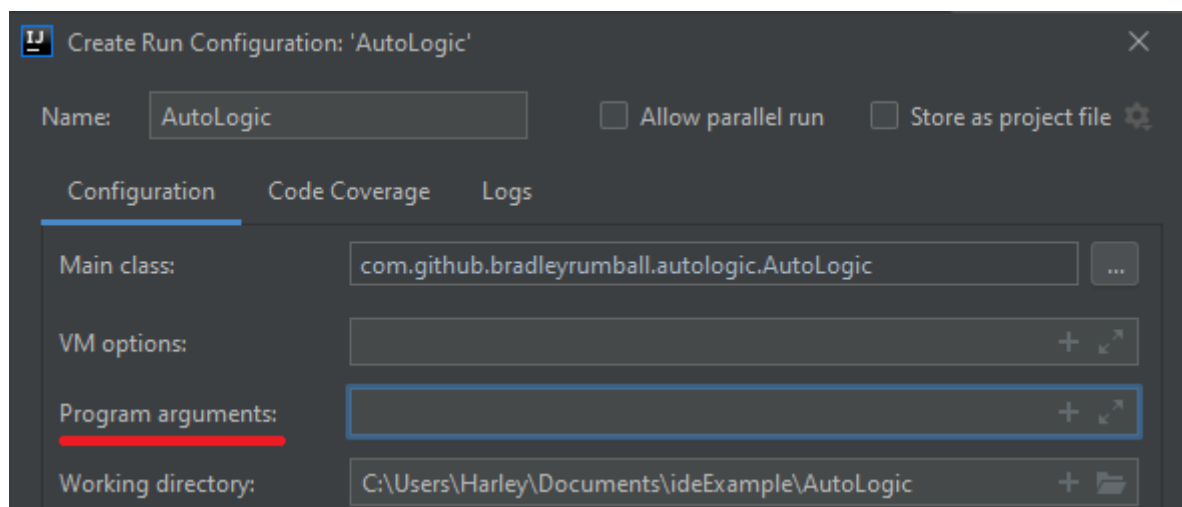 IJ Create Run Configuration: 'AutoLogic'
Name: AutoLogic Allow parallel run Store as project file
Configuration Code Coverage Logs
Main class: com.github.bradleyrumball.autologic.AutoLogic ...
VM options:
Program arguments:
Working directory: C:\Users\Harley\Documents\ideExample\AutoLogic